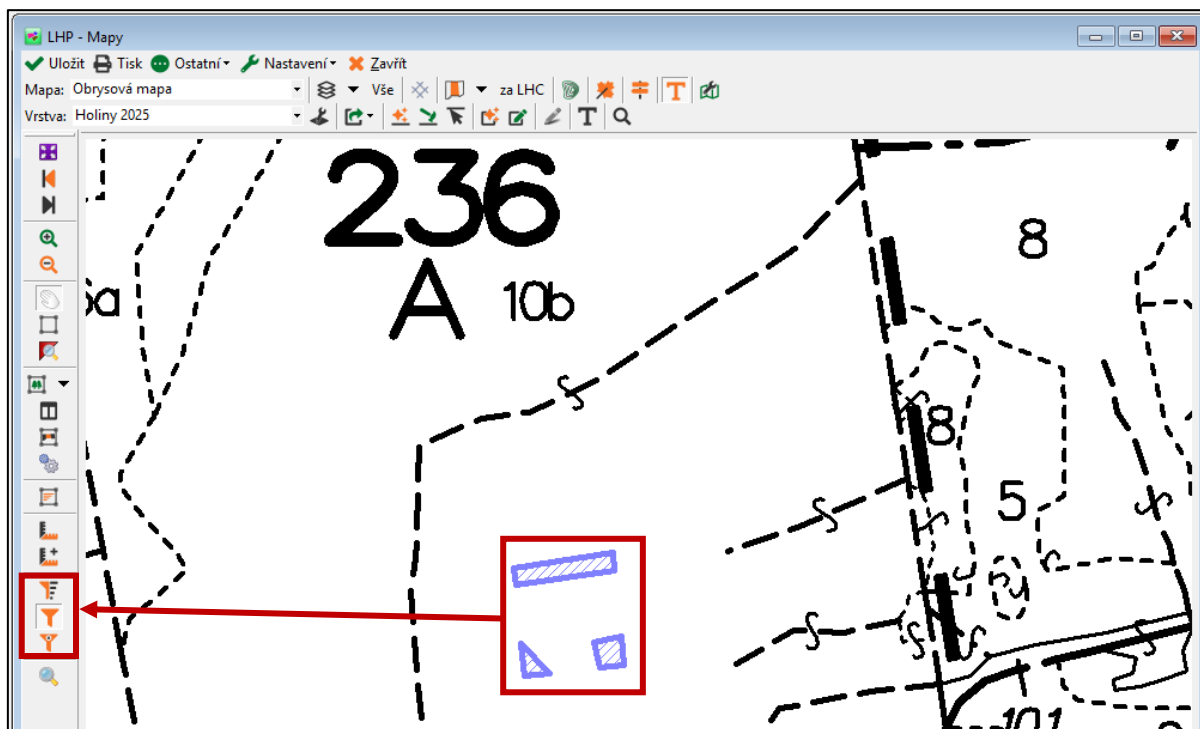 LHP - Mapy
Uložit Tisk Ostatní Nastavení Zavřít
Mapa: Obrysová mapa Vše za LHC T
Vrstva: Holiny 2025 T
236
A 10b
8
8
5
101